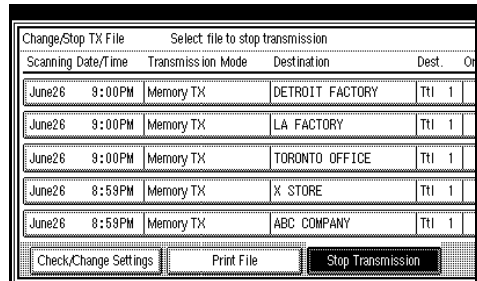 Change/Stop TX File Select file to stop transmission
Scanning Date/Time Transmission Mode Destination Dest.
June26 9:00PM Memory TX DETROIT FACTORY Ttl 1
June26 9:00PM Memory TX LA FACTORY Ttl 1
June26 9:00PM Memory TX TORONTO OFFICE Ttl 1
June26 8:59PM Memory TX X STORE Ttl 1
June26 8:59PM Memory TX ABC COMPANY Ttl 1
Check/Change Settings Print File Stop Transmission